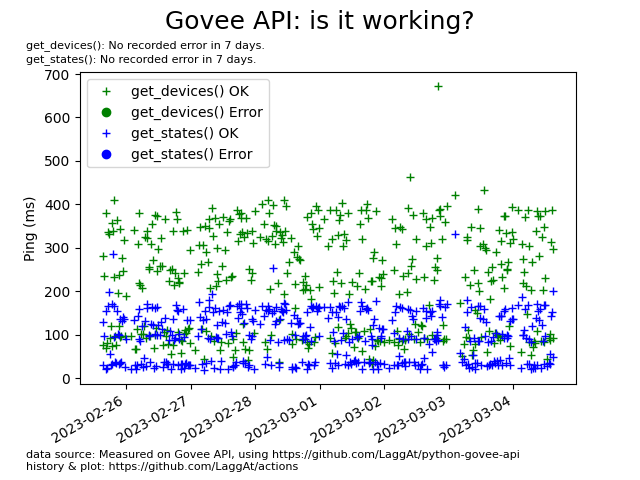 Govee API: is it working?
get_devices(): No recorded error in 7 days.
get_states(): No recorded error in 7 days.
get_devices() OK
get_devices() Error
get_states() OK
get_states() Error
Ping (ms)
700
600
500
400
300
200
100
0
2023-02-26
2023-02-27
2023-02-28
2023-03-01
2023-03-02
2023-03-03
2023-03-04
data source: Measured on Govee API, using https://github.com/LaggAt/python-govee-api
history & plot: https://github.com/LaggAt/actions